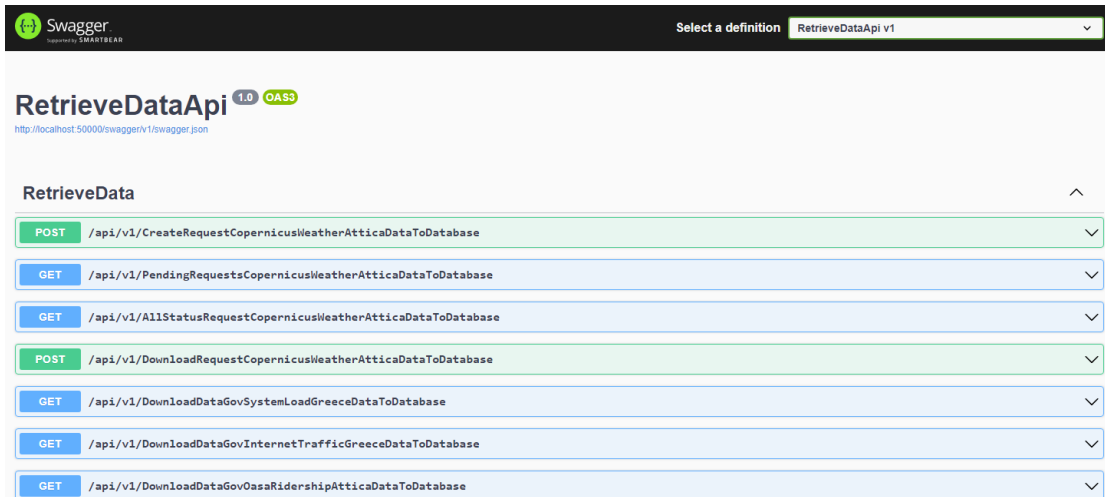 Swagger
Supported by SMARTBEAR
Select a definition
RetrieveDataApi v1
RetrieveDataApi 1.0 OAS3
http://localhost:50000/swagger/v1/swagger.json
RetrieveData
POST /api/v1/CreateRequestCopernicusWeatherAtticaDataToDatabase
GET /api/v1/PendingRequestsCopernicusWeatherAtticaDataToDatabase
GET /api/v1/AllStatusRequestCopernicusWeatherAtticaDataToDatabase
POST /api/v1/DownloadRequestCopernicusWeatherAtticaDataToDatabase
GET /api/v1/DownloadDataGovSystemLoadGreeceDataToDatabase
GET /api/v1/DownloadDataGovInternetTrafficGreeceDataToDatabase
GET /api/v1/DownloadDataGovOasaRidershipAtticaDataToDatabase